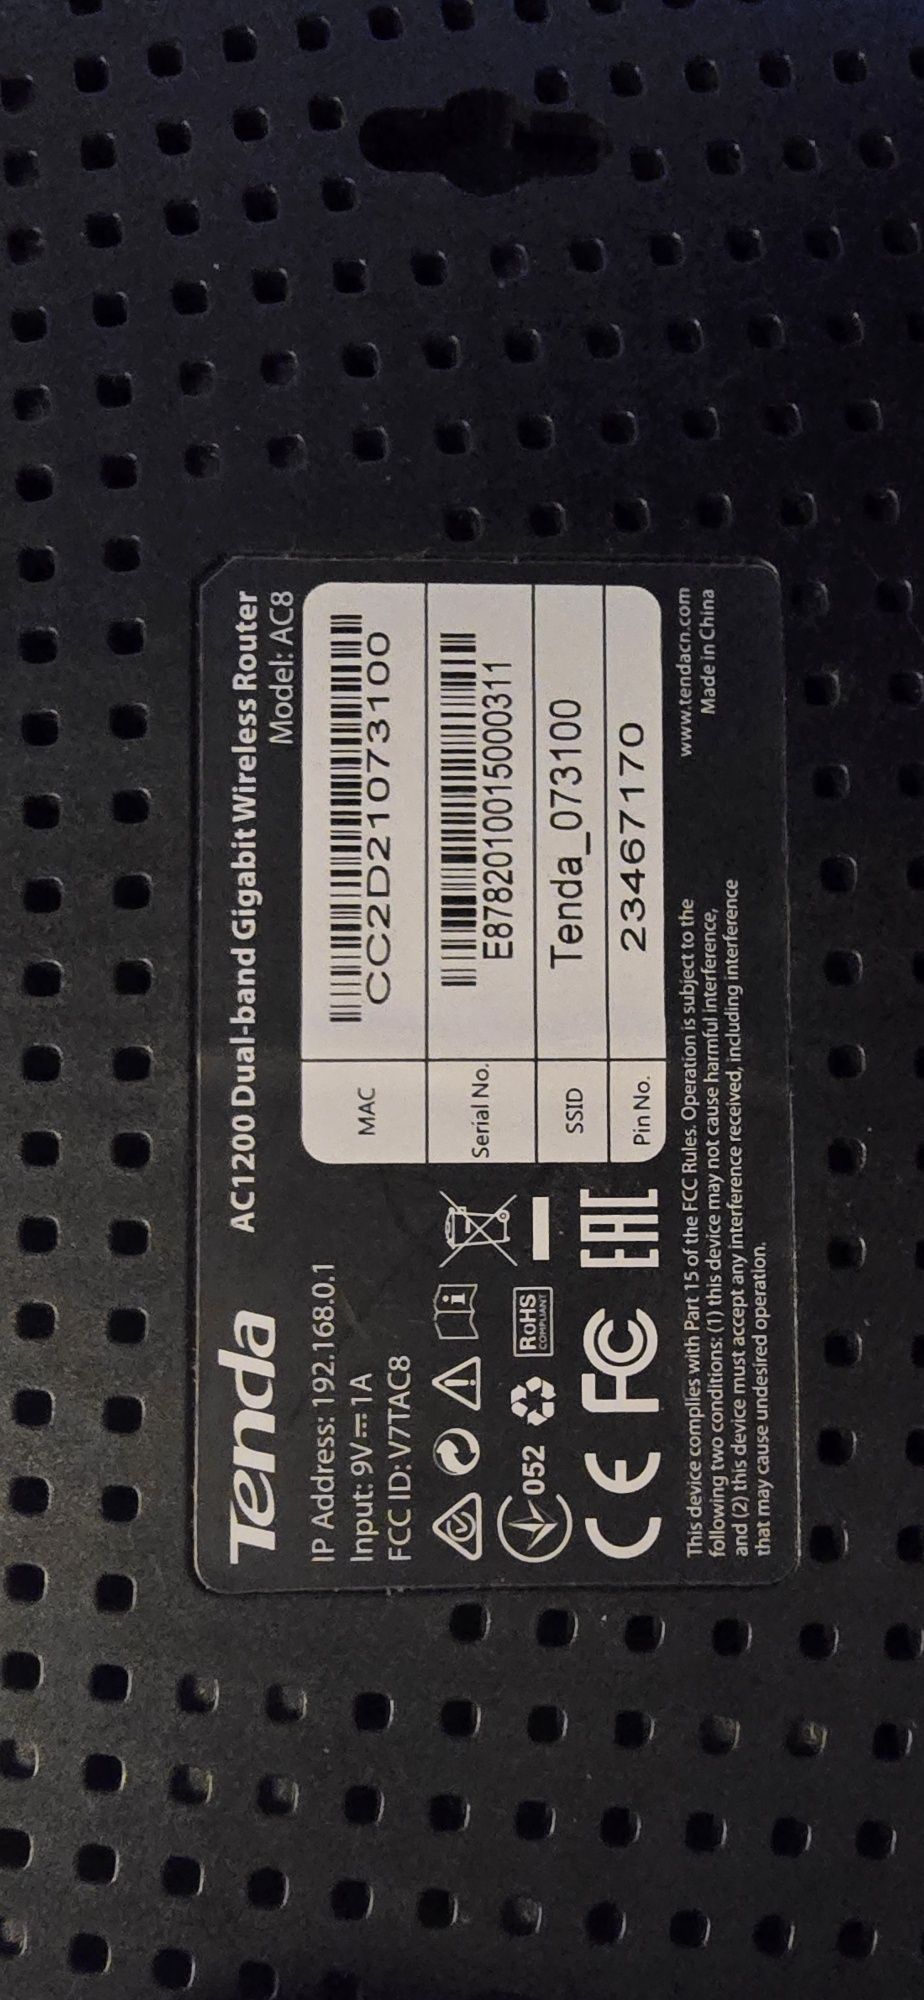 Tenda
AC1200 Dual-band Gigabit Wireless Router
Model: AC8
IP Address: 192.168.0.1
Input: 9V⎓1A
FCC ID: V7TAC8
MAC
CC2D21073100
Serial No.
E8782010015000311
SSID
Tenda_073100
Pin No.
23467170
052
RoHS
COMPLIANT
CE FC EAC
This device complies with Part 15 of the FCC Rules. Operation is subject to the
following two conditions: (1) this device may not cause harmful interference,
and (2) this device must accept any interference received, including interference
that may cause undesired operation.
www.tendacn.com
Made in China